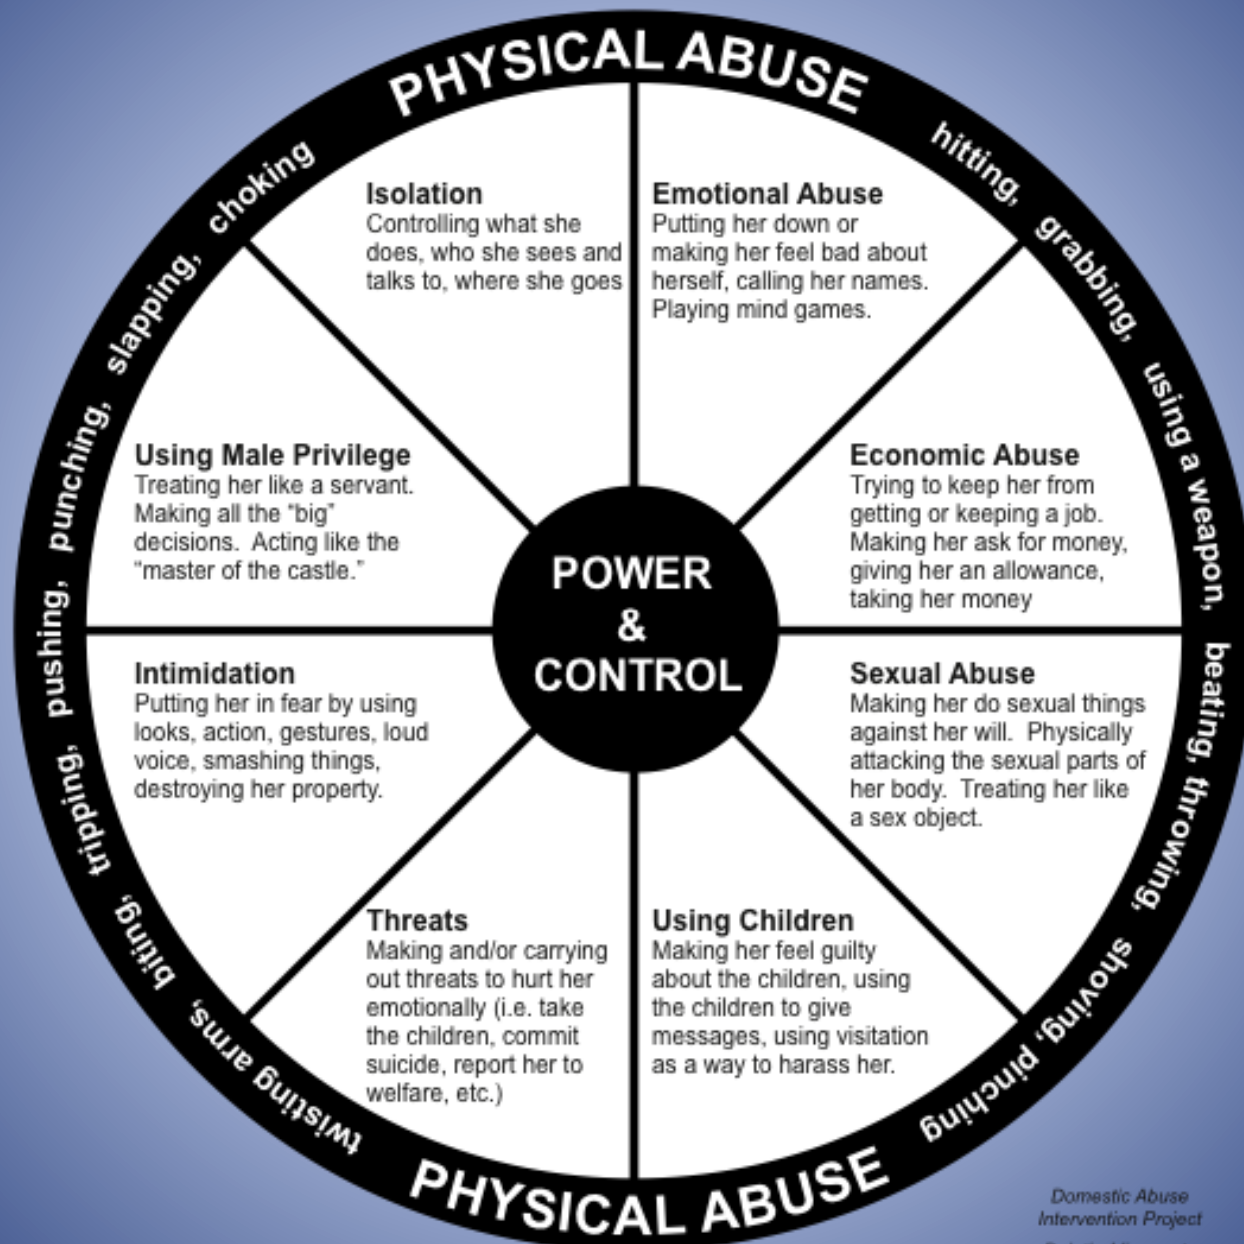 PHYSICAL ABUSE
hitting, grabbing, using a weapon, beating, throwing, shoving, pinching
Isolation
Controlling what she
does, who she sees and
talks to, where she goes
Emotional Abuse
Putting her down or
making her feel bad about
herself, calling her names.
Playing mind games.
Using Male Privilege
Treating her like a servant.
Making all the “big”
decisions.  Acting like the
“master of the castle.”
Economic Abuse
Trying to keep her from
getting or keeping a job.
Making her ask for money,
giving her an allowance,
taking her money
POWER
&
CONTROL
Intimidation
Putting her in fear by using
looks, action, gestures, loud
voice, smashing things,
destroying her property.
Sexual Abuse
Making her do sexual things
against her will.  Physically
attacking the sexual parts of
her body.  Treating her like
a sex object.
Threats
Making and/or carrying
out threats to hurt her
emotionally (i.e. take
the children, commit
suicide, report her to
welfare, etc.)
Using Children
Making her feel guilty
about the children, using
the children to give
messages, using visitation
as a way to harass her.
twisting arms, biting, tripping, pushing, punching, slapping, choking
PHYSICAL ABUSE
Domestic Abuse
Intervention Project